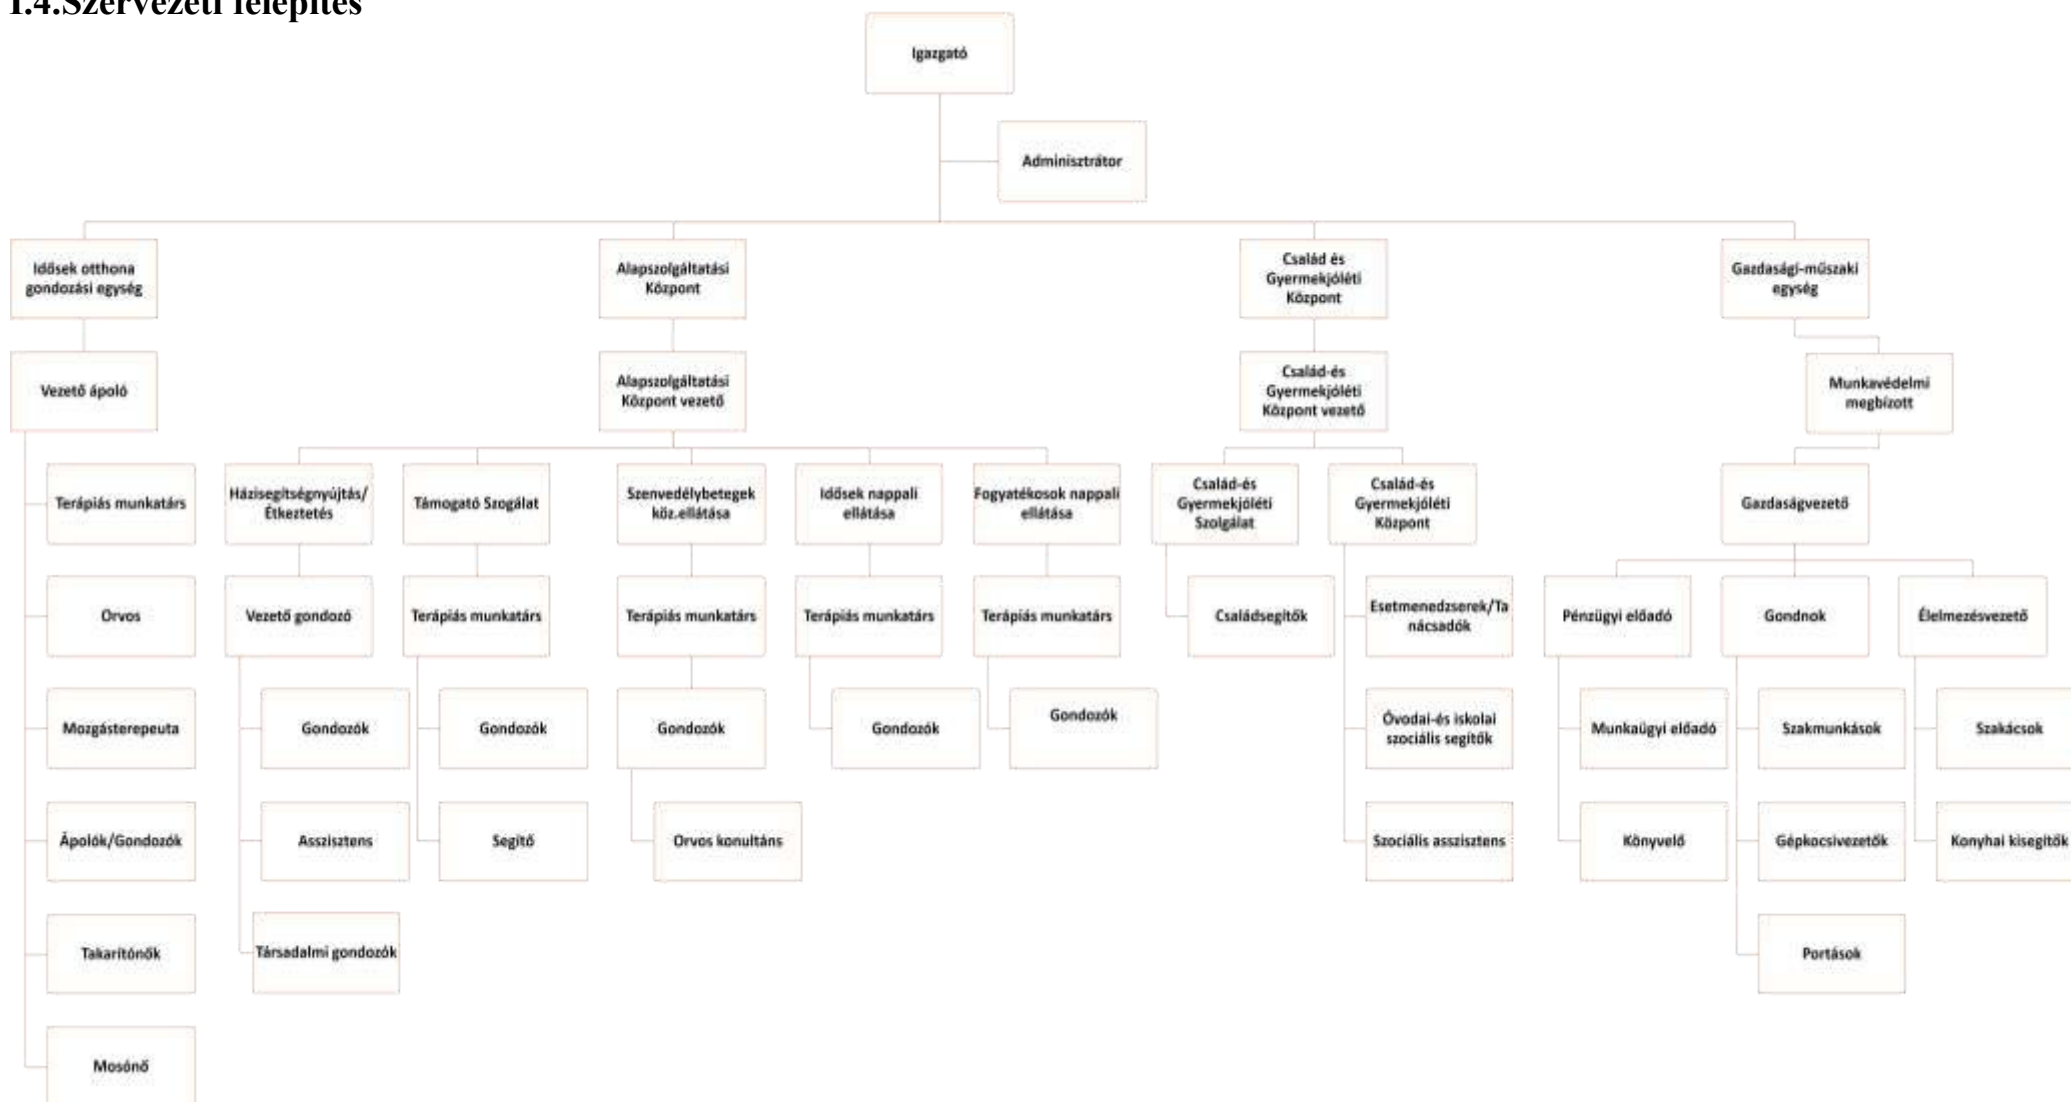 1.4.Szervezeti felépítés
Igazgató
Adminisztrátor
Idősek otthona
gondozási egység
Alapszolgáltatási
Központ
Család és
Gyermekjóléti
Központ
Gazdasági-műszaki
egység
Vezető ápoló
Alapszolgáltatási
Központ vezető
Család-és
Gyermekjóléti
Központ vezető
Munkavédelmi
megbízott
Terápiás munkatárs
Házisegítségnyújtás/
Étkeztetés
Támogató Szogálat
Szenvedélybetegek
köz.ellátása
Idősek nappali
ellátása
Fogyatékosok nappali
ellátása
Család-és
Gyermekjóléti
Szolgálat
Család-és
Gyermekjóléti
Központ
Gazdaságvezető
Orvos
Vezető gondozó
Terápiás munkatárs
Terápiás munkatárs
Terápiás munkatárs
Terápiás munkatárs
Családsegítők
Esetmenedzserek/Ta
nácsadók
Pénzügyi előadó
Gondnok
Élelmezésvezető
Mozgásterepeuta
Gondozók
Gondozók
Gondozók
Gondozók
Gondozók
Óvodai-és iskolai
szociális segítők
Munkaügyi előadó
Szakmunkások
Szakácsok
Ápolók/Gondozók
Asszisztens
Segítő
Orvos konultáns
Szociális asszisztens
Könyvelő
Gépkocsivezetők
Konyhai kisegítők
Takarítónők
Társadalmi gondozók
Portások
Mosónő